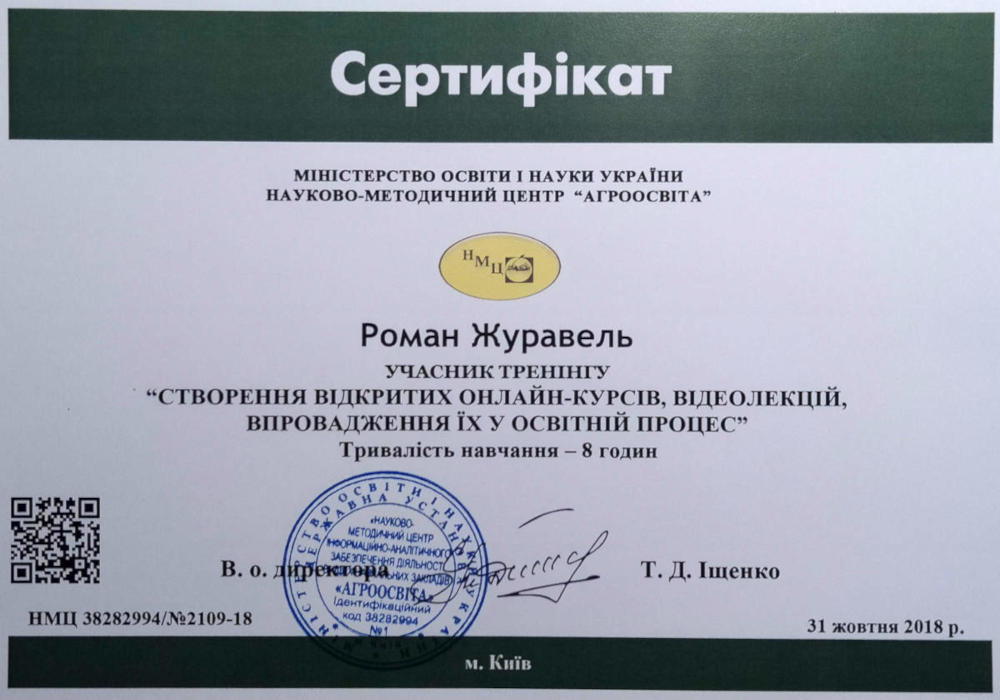 Сертифікат
МІНІСТЕРСТВО ОСВІТИ І НАУКИ УКРАЇНИ
НАУКОВО-МЕТОДИЧНИЙ ЦЕНТР “АГРООСВІТА”
НМЦ
Роман Журавель
УЧАСНИК ТРЕНІНГУ
“СТВОРЕННЯ ВІДКРИТИХ ОНЛАЙН-КУРСІВ, ВІДЕОЛЕКЦІЙ,
ВПРОВАДЖЕННЯ ЇХ У ОСВІТНІЙ ПРОЦЕС”
Тривалість навчання – 8 годин
МІНІСТЕРСТВО ОСВІТИ І НАУКИ УКРАЇНИ
ДЕРЖАВНА УСТАНОВА
«НАУКОВО-
МЕТОДИЧНИЙ ЦЕНТР
ІНФОРМАЦІЙНО-АНАЛІТИЧНОГО
ЗАБЕЗПЕЧЕННЯ ДІЯЛЬНОСТІ
НАВЧАЛЬНИХ ЗАКЛАДІВ
«АГРООСВІТА»
Ідентифікаційний
код 38282994
№1
В. о. директора
Т. Д. Іщенко
НМЦ 38282994/№2109-18
31 жовтня 2018 р.
м. Київ